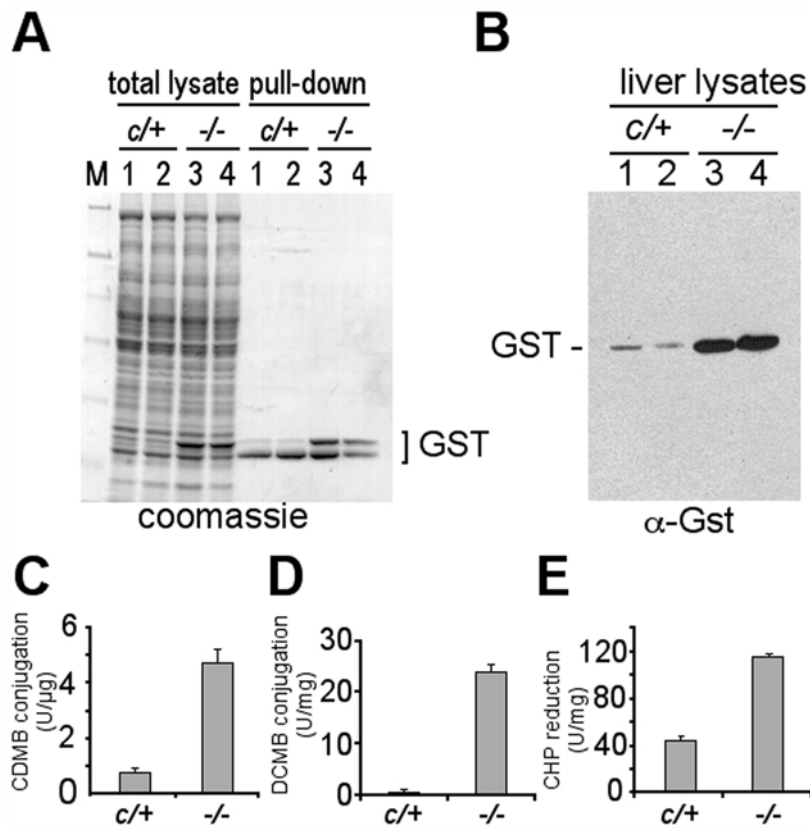 A
total lysate pull-down
c/+ -/- c/+ -/-
M 1 2 3 4 1 2 3 4
] GST
coomassie
B
liver lysates
c/+ -/-
1 2 3 4
GST -
α-Gst
C
CDMB conjugation
(U/µg)
6
4
2
0
c/+ -/-
D
DCMB conjugation
(U/mg)
30
20
10
0
c/+ -/-
E
CHP reduction
(U/mg)
120
80
40
0
c/+ -/-